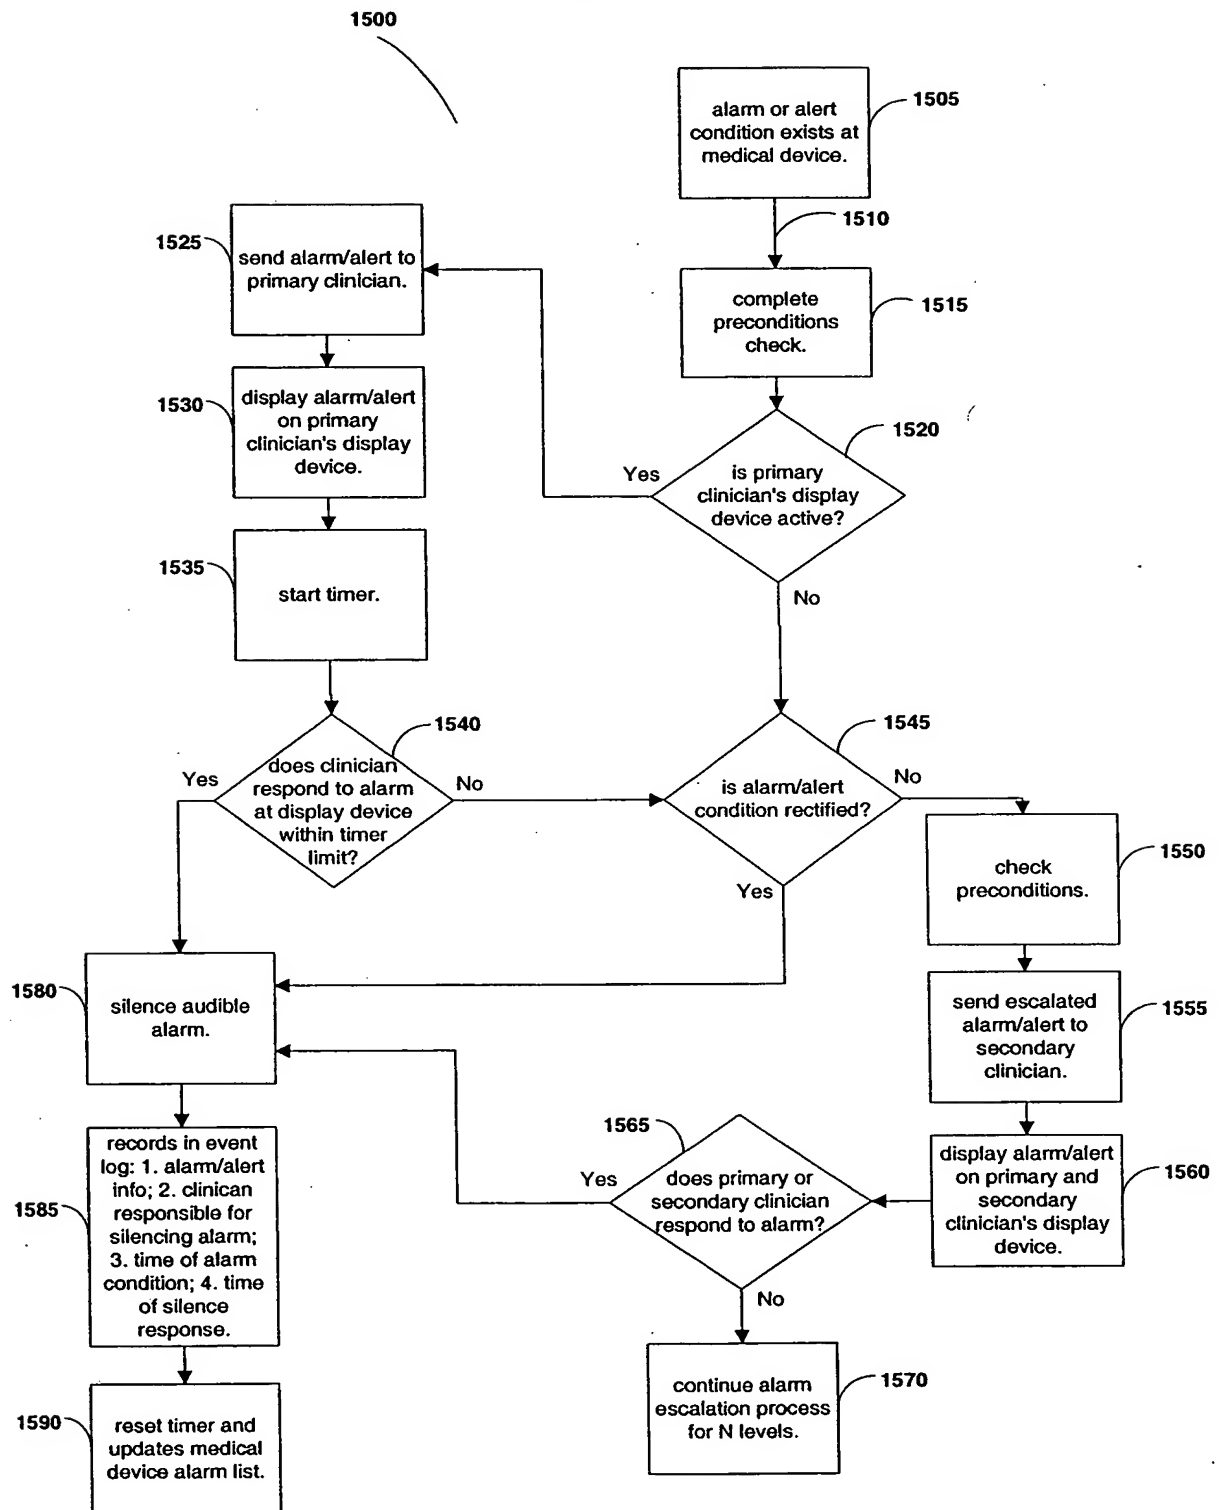 1500
alarm or alert
condition exists at
medical device.
1505
1510
1525
send alarm/alert to
primary clinician.
complete
preconditions
check.
1515
1530
display alarm/alert
on primary
clinician's display
device.
1520
Yes
is primary
clinician's display
device active?
No
1535
start timer.
1540
Yes
does clinician
respond to alarm
at display device
within timer
limit?
No
1545
is alarm/alert
condition rectified?
No
Yes
1550
check
preconditions.
1580
silence audible
alarm.
1555
send escalated
alarm/alert to
secondary
clinician.
1565
Yes
does primary or
secondary clinician
respond to alarm?
No
1560
display alarm/alert
on primary and
secondary
clinician's display
device.
1585
records in event
log: 1. alarm/alert
info; 2. clinican
responsible for
silencing alarm;
3. time of alarm
condition; 4. time
of silence
response.
1570
continue alarm
escalation process
for N levels.
1590
reset timer and
updates medical
device alarm list.